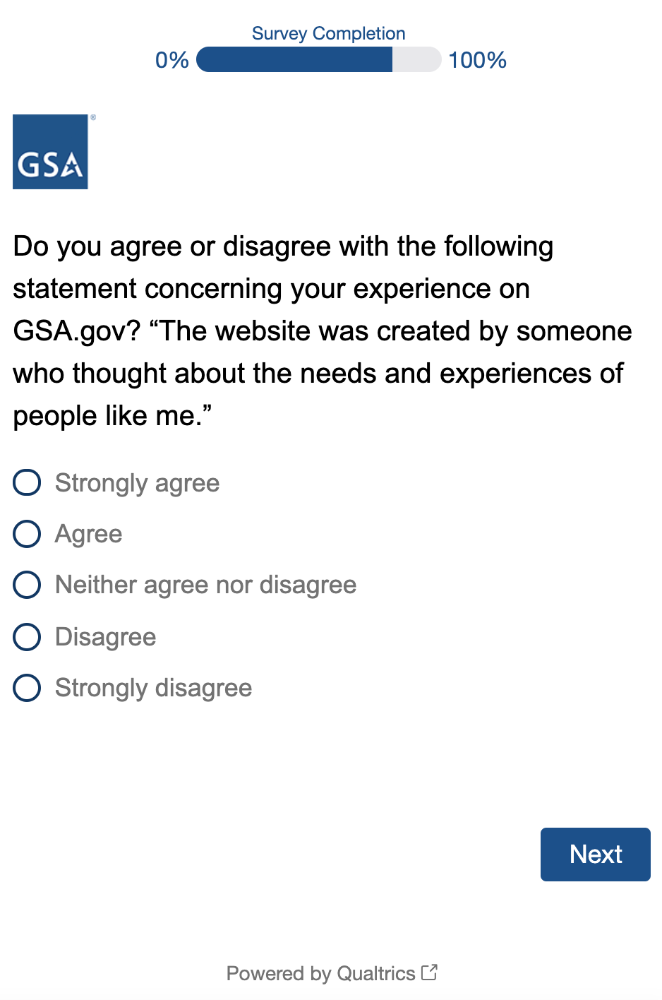 Survey Completion
0% 100%
GSA®
Do you agree or disagree with the following
statement concerning your experience on
GSA.gov? “The website was created by someone
who thought about the needs and experiences of
people like me.”
Strongly agree
Agree
Neither agree nor disagree
Disagree
Strongly disagree
Next
Powered by Qualtrics